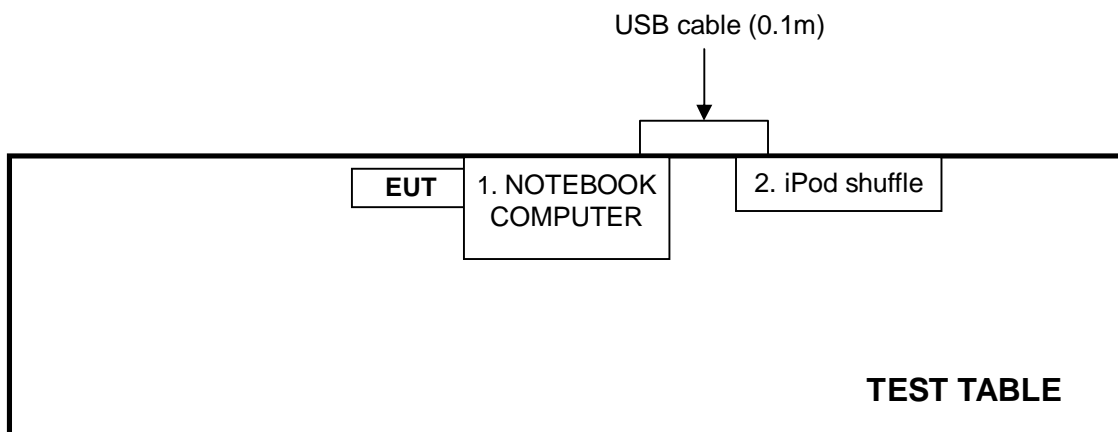 USB cable (0.1m)
EUT
1. NOTEBOOK
COMPUTER
2. iPod shuffle
TEST TABLE